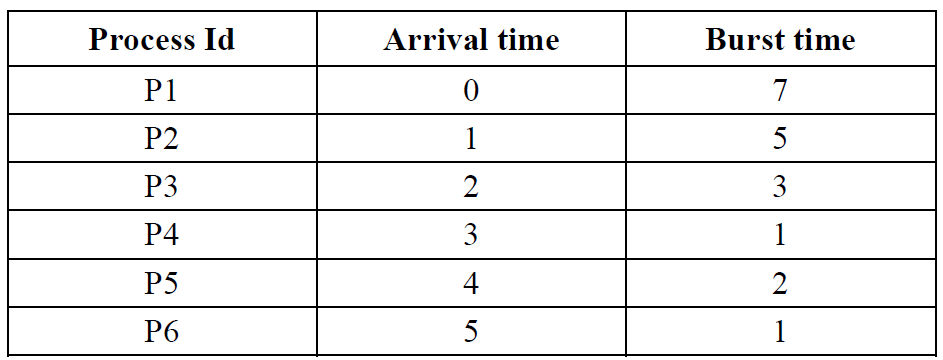 Process Id Arrival time Burst time
P1 0 7
P2 1 5
P3 2 3
P4 3 1
P5 4 2
P6 5 1